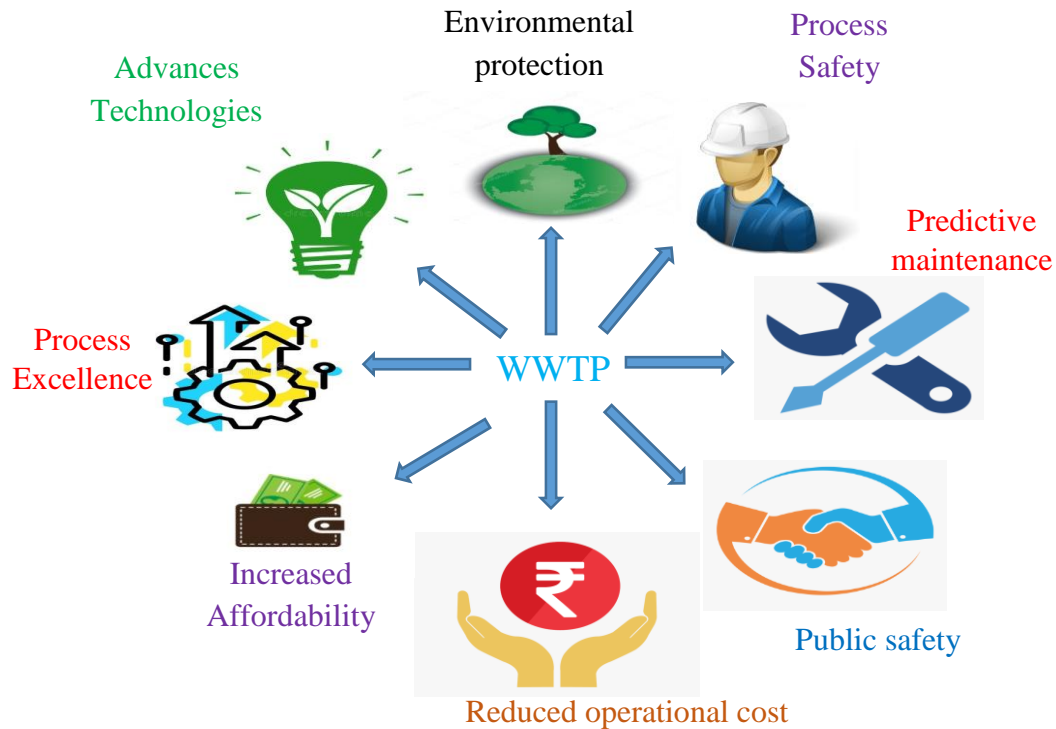 Environmental
protection
Process
Safety
Advances
Technologies
Predictive
maintenance
Process
Excellence
WWTP
Increased
Affordability
Public safety
Reduced operational cost
₹